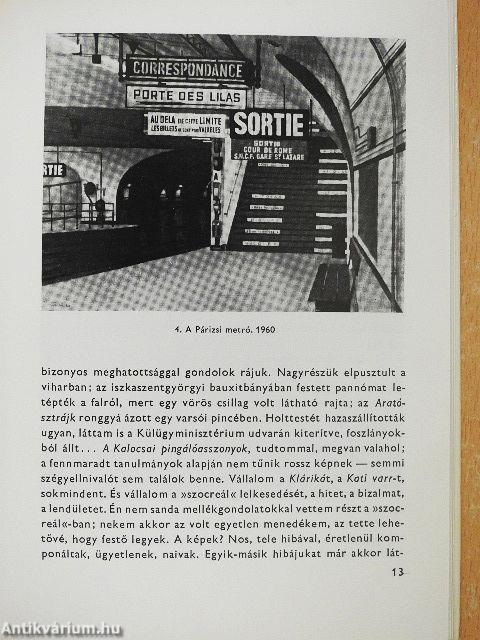 CORRESPONDANCE
PORTE DES LILAS
AU DELA DE CETTE LIMITE
LES BILLETS NE SONT PAS VALABLES
SORTIE
SORTIE
COUR DE ROME
S.N.C.F. GARE ST LAZARE
RTIE
4. A Párizsi metró. 1960
bizonyos meghatottsággal gondolok rájuk. Nagyrészük elpusztult a
viharban; az iszkaszentgyörgyi bauxitbányában festett pannómat le-
tépték a falról, mert egy vörös csillag volt látható rajta; az Arató-
sztrájk ronggyá ázott egy varsói pincében. Holttestét hazaszállították
ugyan, láttam is a Külügyminisztérium udvarán kiterítve, foszlányok-
ból állt... A Kalocsai pingálóasszonyok, tudtommal, megvan valahol;
a fennmaradt tanulmányok alapján nem tűnik rossz képnek — semmi
szégyellnivalót sem találok benne. Vállalom a Klárikát, a Kati varr-t,
sokmindent. És vállalom a »szocreál« lelkesedését, a hitet, a bizalmat,
a lendületet. Én nem sanda mellékgondolatokkal vettem részt a »szoc-
reál«-ban; nekem akkor az volt egyetlen menedékem, az tette lehe-
tővé, hogy festő legyek. A képek? Nos, tele hibával, éretlenül kom-
ponáltak, ügyetlenek, naivak. Egyik-másik hibájukat már akkor lát-
13
Antikvárium.hu